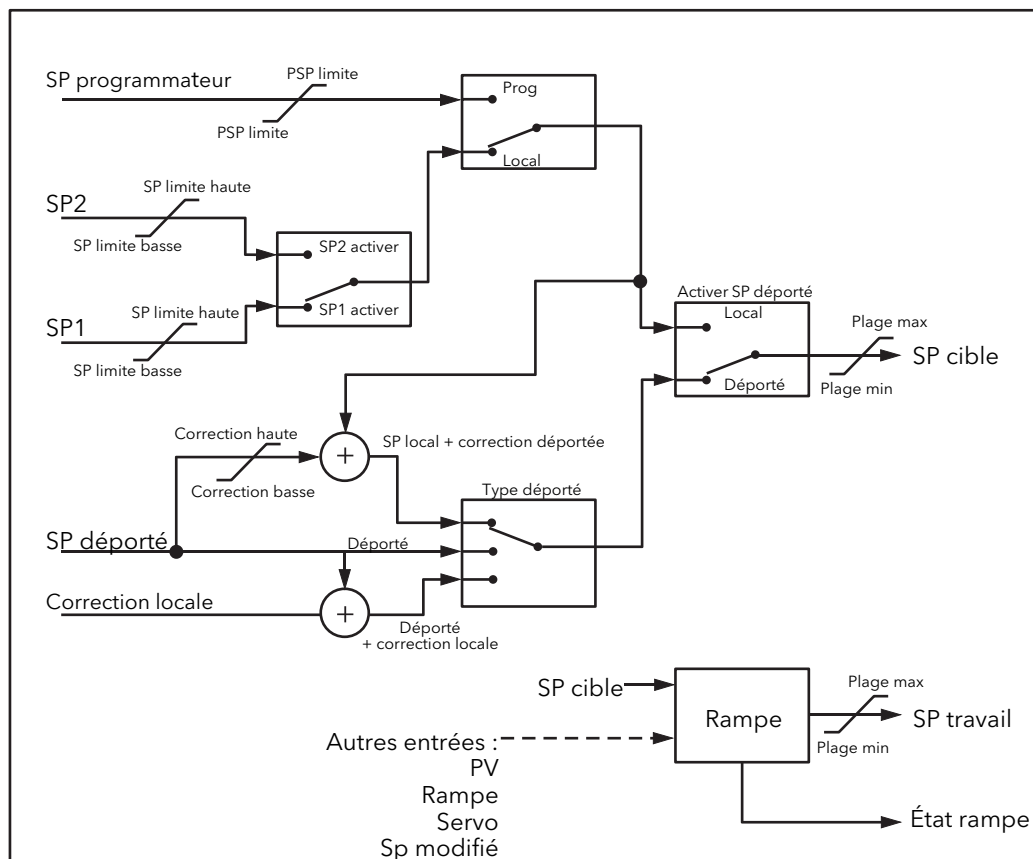 SP programmateur
PSP limite
PSP limite
Prog
Local
SP2
SP limite haute
SP limite basse
SP2 activer
SP1 activer
SP1
SP limite haute
SP limite basse
Activer SP déporté
Local
Déporté
Plage max
Plage min
SP cible
Correction haute
Correction basse
+
SP local + correction déportée
Type déporté
SP déporté
Déporté
Correction locale
+
Déporté
+ correction locale
SP cible
Rampe
Plage max
Plage min
SP travail
Autres entrées :
PV
Rampe
Servo
Sp modifié
État rampe